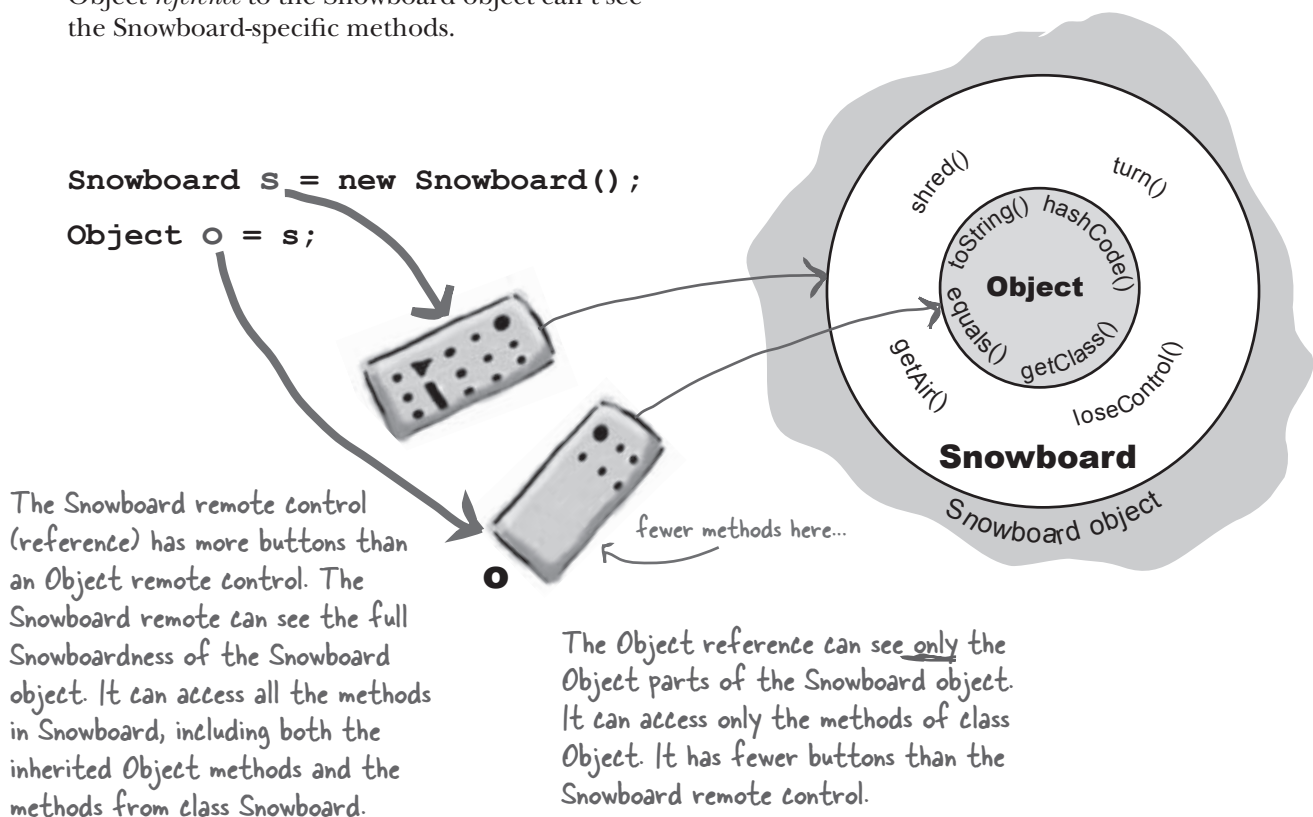 Object reference to the Snowboard object can't see
the Snowboard-specific methods.
Snowboard s = new Snowboard();
Object o = s;
The Snowboard remote control
(reference) has more buttons than
an Object remote control. The
Snowboard remote can see the full
Snowboardness of the Snowboard
object. It can access all the methods
in Snowboard, including both the
inherited Object methods and the
methods from class Snowboard.
o
fewer methods here...
The Object reference can see only the
Object parts of the Snowboard object.
It can access only the methods of class
Object. It has fewer buttons than the
Snowboard remote control.
shred()
turn()
toString()
hashCode()
Object
equals()
getClass()
getAir()
loseControl()
Snowboard
Snowboard object